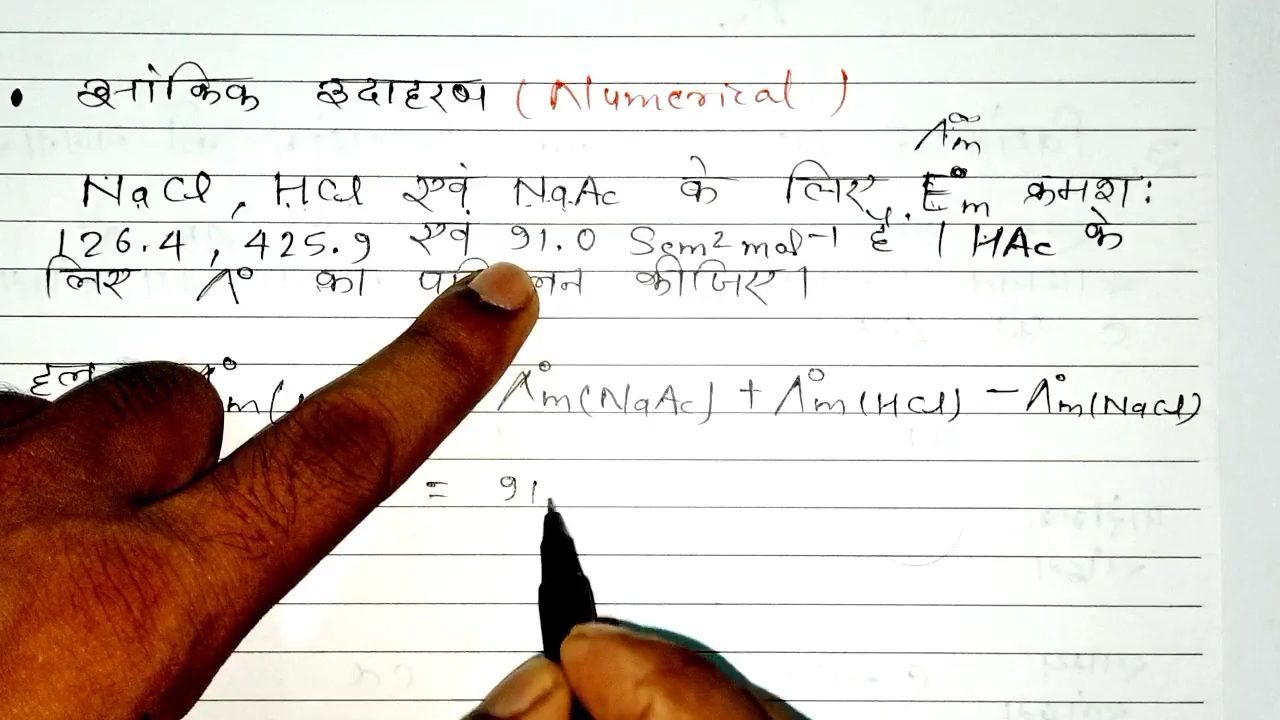 • आंकिक उदाहरण (Numerical)
Λ°m
NaCl, HCl एवं NaAc के लिए E°m क्रमश:
126.4, 425.9 एवं 91.0 Scm² mol⁻¹ है। HAc के
लिए Λ° का कीजिए।
हल Λ°m( Λ°m(NaAc) + Λ°m(HCl) - Λ°m(NaCl)
= 91